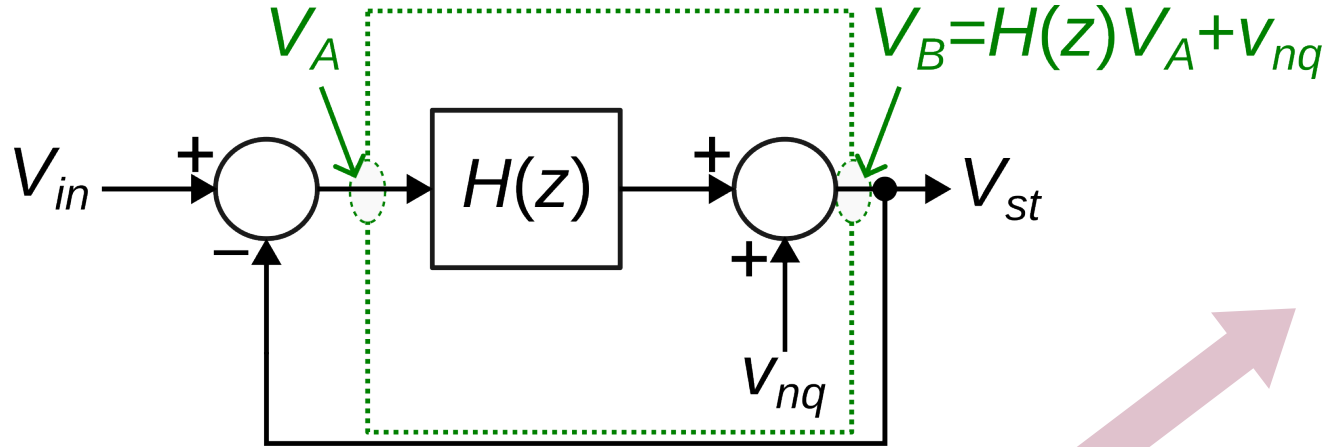 V_A
V_B=H(z)V_A+v_nq
V_in
+
−
H(z)
+
+
V_st
v_nq